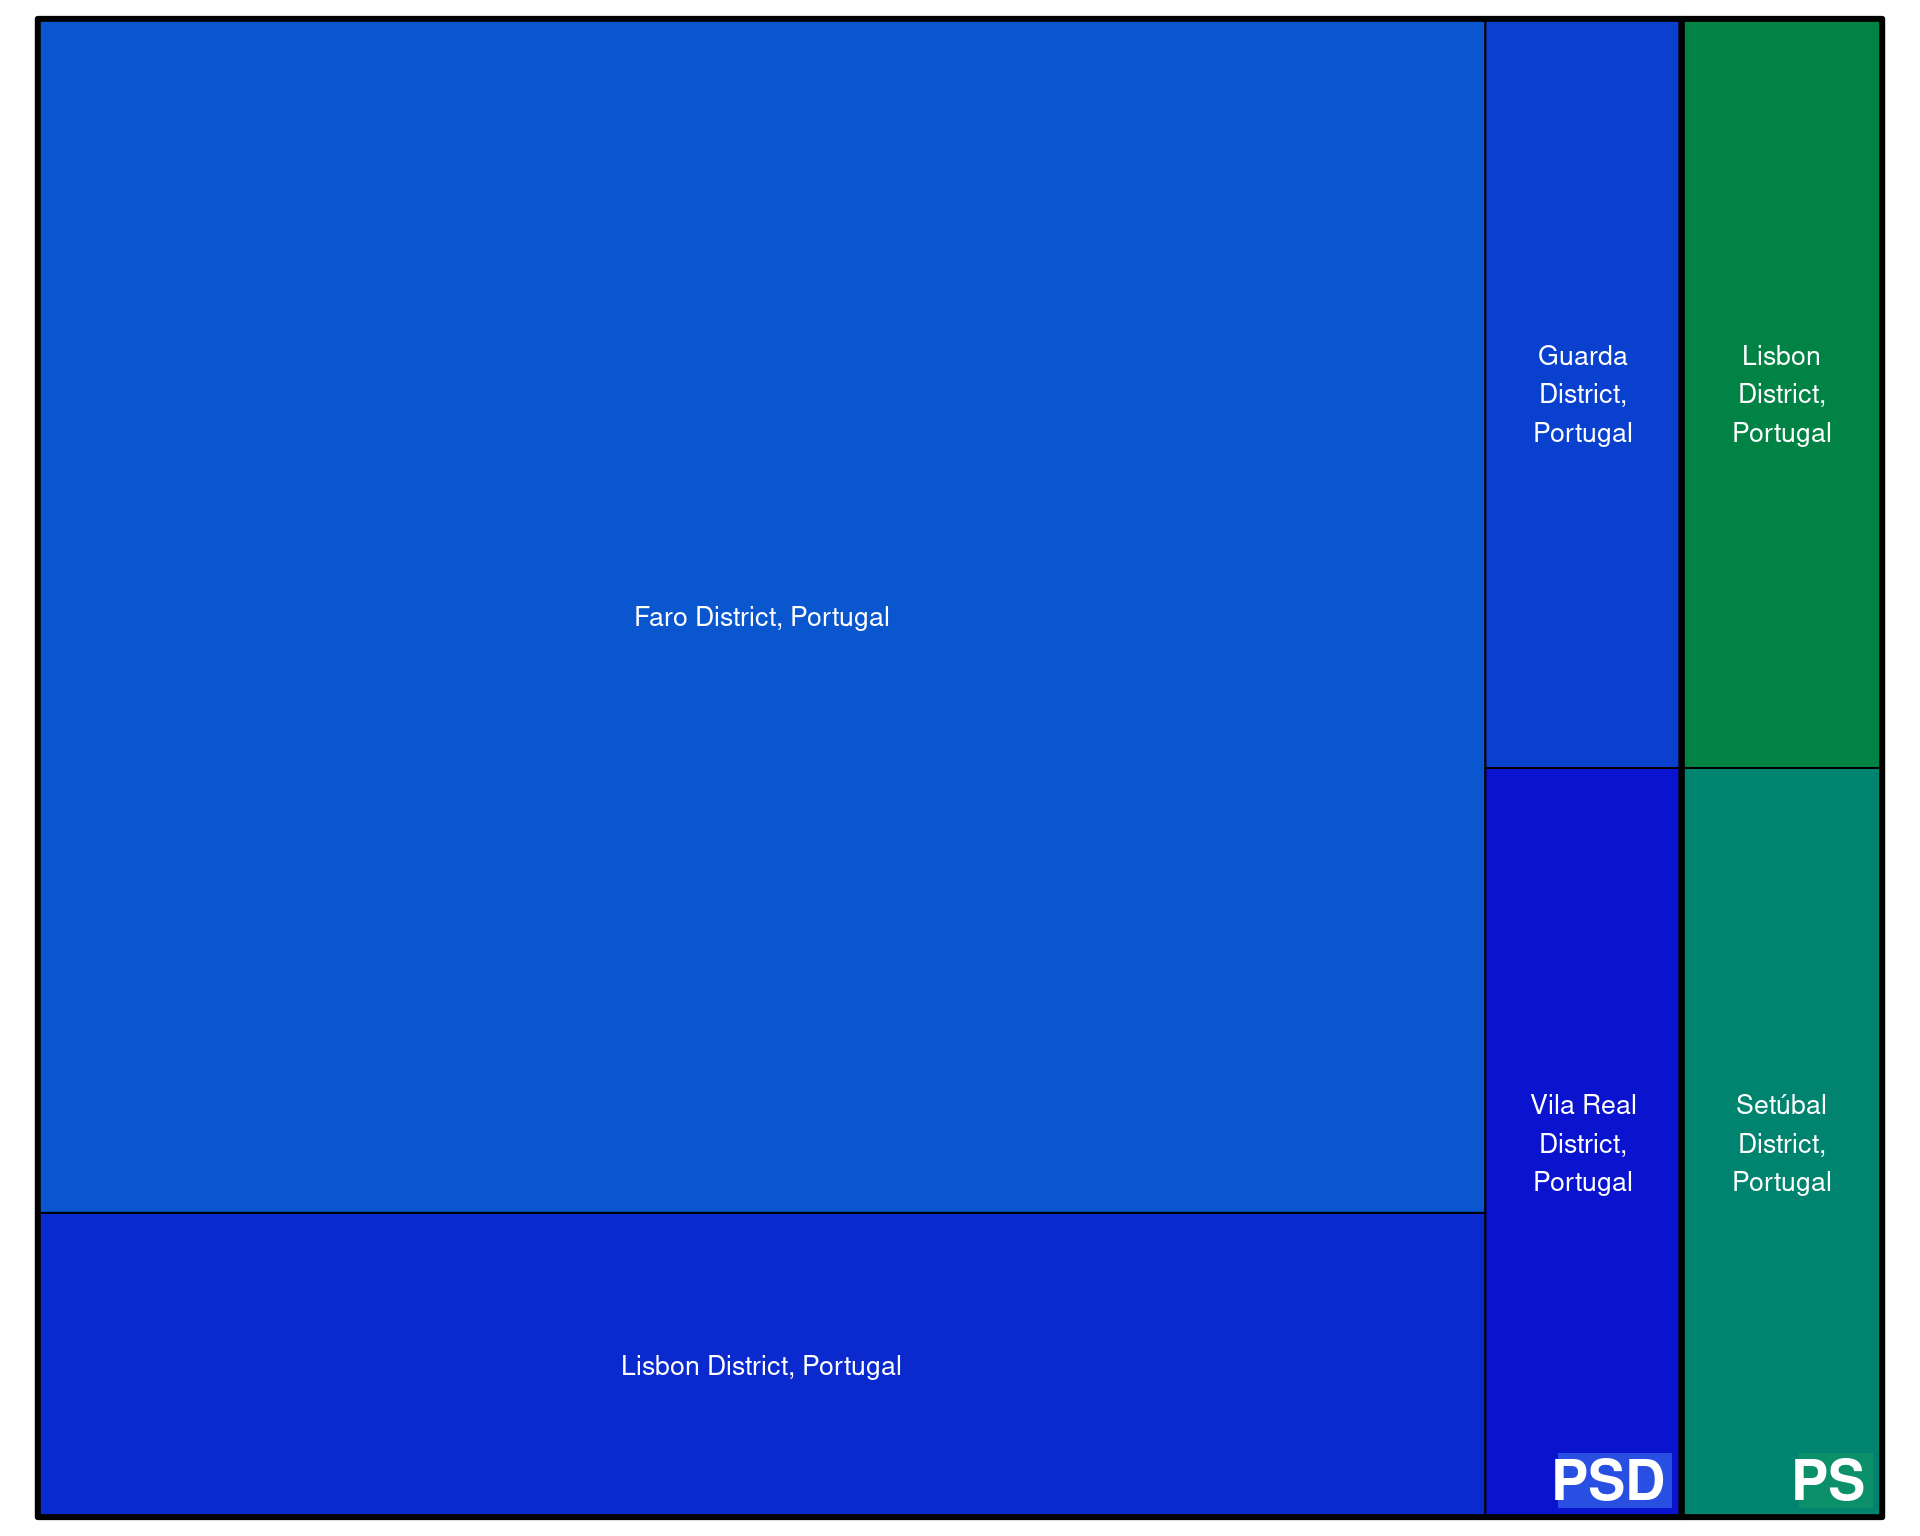 Faro District, Portugal
Lisbon District, Portugal
Guarda
District,
Portugal
Vila Real
District,
Portugal
PSD
Lisbon
District,
Portugal
Setúbal
District,
Portugal
PS